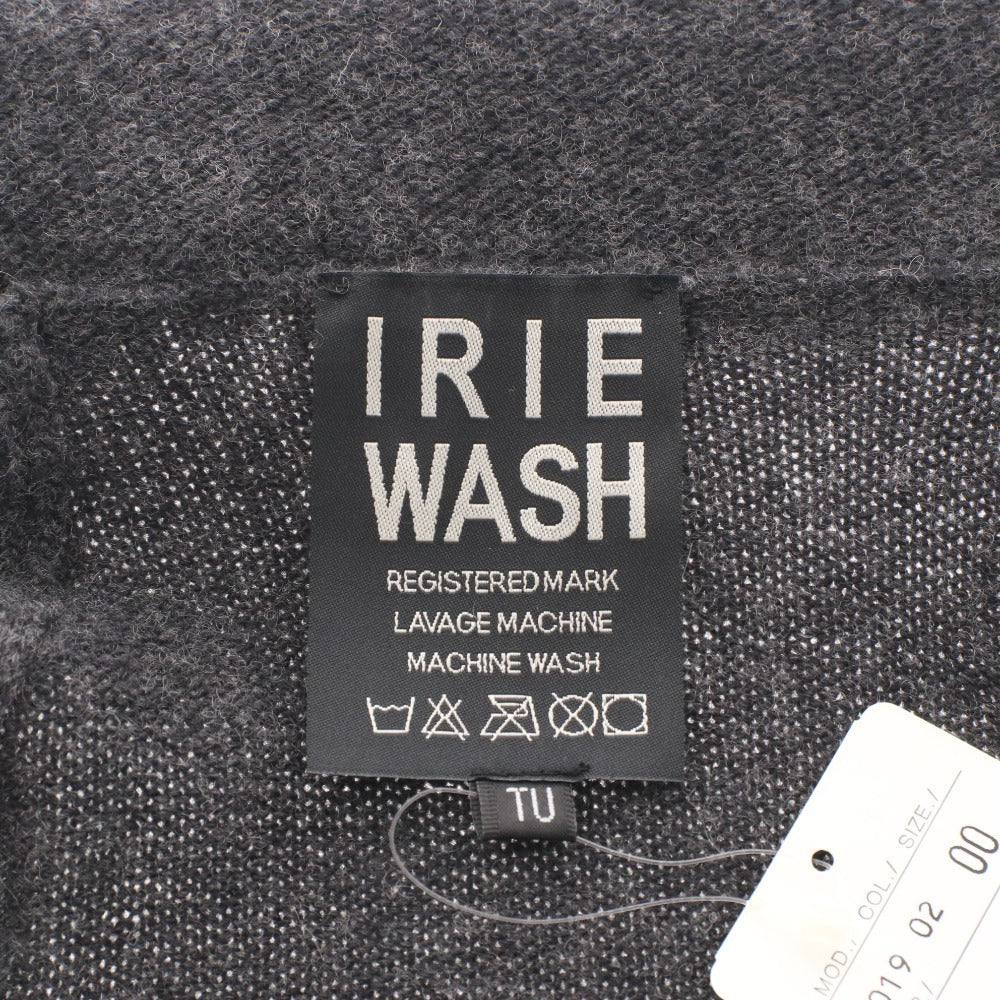 IRIE
WASH
REGISTERED MARK
LAVAGE MACHINE
MACHINE WASH
TU
MOD./ COL./ SIZE./
019 02 00